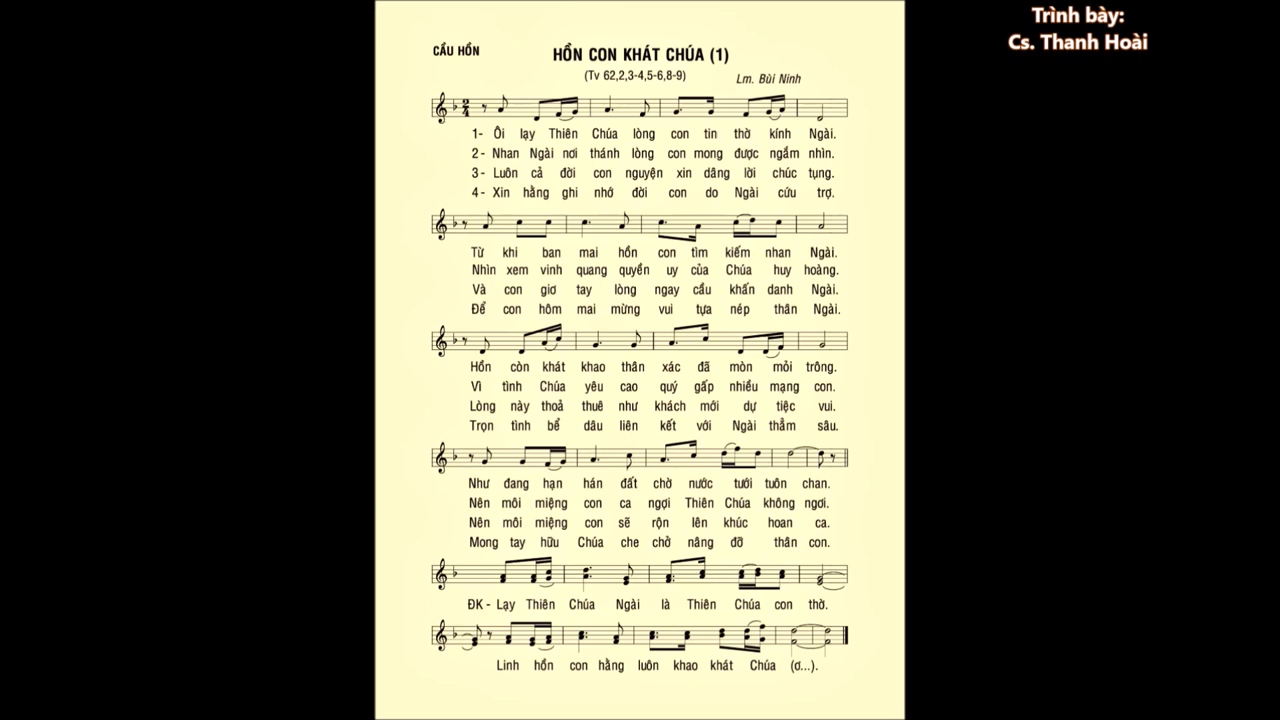 Trình bày:
Cs. Thanh Hoài
CẦU HỒN
HỒN CON KHÁT CHÚA (1)
(Tv 62,2,3-4,5-6,8-9)
Lm. Bùi Ninh
1- Ôi lạy Thiên Chúa lòng con tin thờ kính Ngài.
2- Nhan Ngài nơi thánh lòng con mong được ngắm nhìn.
3- Luôn cả đời con nguyện xin dâng lời chúc tụng.
4- Xin hằng ghi nhớ đời con do Ngài cứu trợ.
Từ khi ban mai hồn con tìm kiếm nhan Ngài.
Nhìn xem vinh quang quyền uy của Chúa huy hoàng.
Và con giơ tay lòng ngay cầu khấn danh Ngài.
Để con hôm mai mừng vui tựa nép thân Ngài.
Hồn còn khát khao thân xác đã mòn mỏi trông.
Vì tình Chúa yêu cao quý gấp nhiều mạng con.
Lòng này thoả thuê như khách mới dự tiệc vui.
Trọn tình bể dâu liên kết với Ngài thẳm sâu.
Như đang hạn hán đất chờ nước tưới tuôn chan.
Nên môi miệng con ca ngợi Thiên Chúa không ngơi.
Nên môi miệng con sẽ rộn lên khúc hoan ca.
Mong tay hữu Chúa che chở nâng đỡ thân con.
ĐK - Lạy Thiên Chúa Ngài là Thiên Chúa con thờ.
Linh hồn con hằng luôn khao khát Chúa (ơ...).